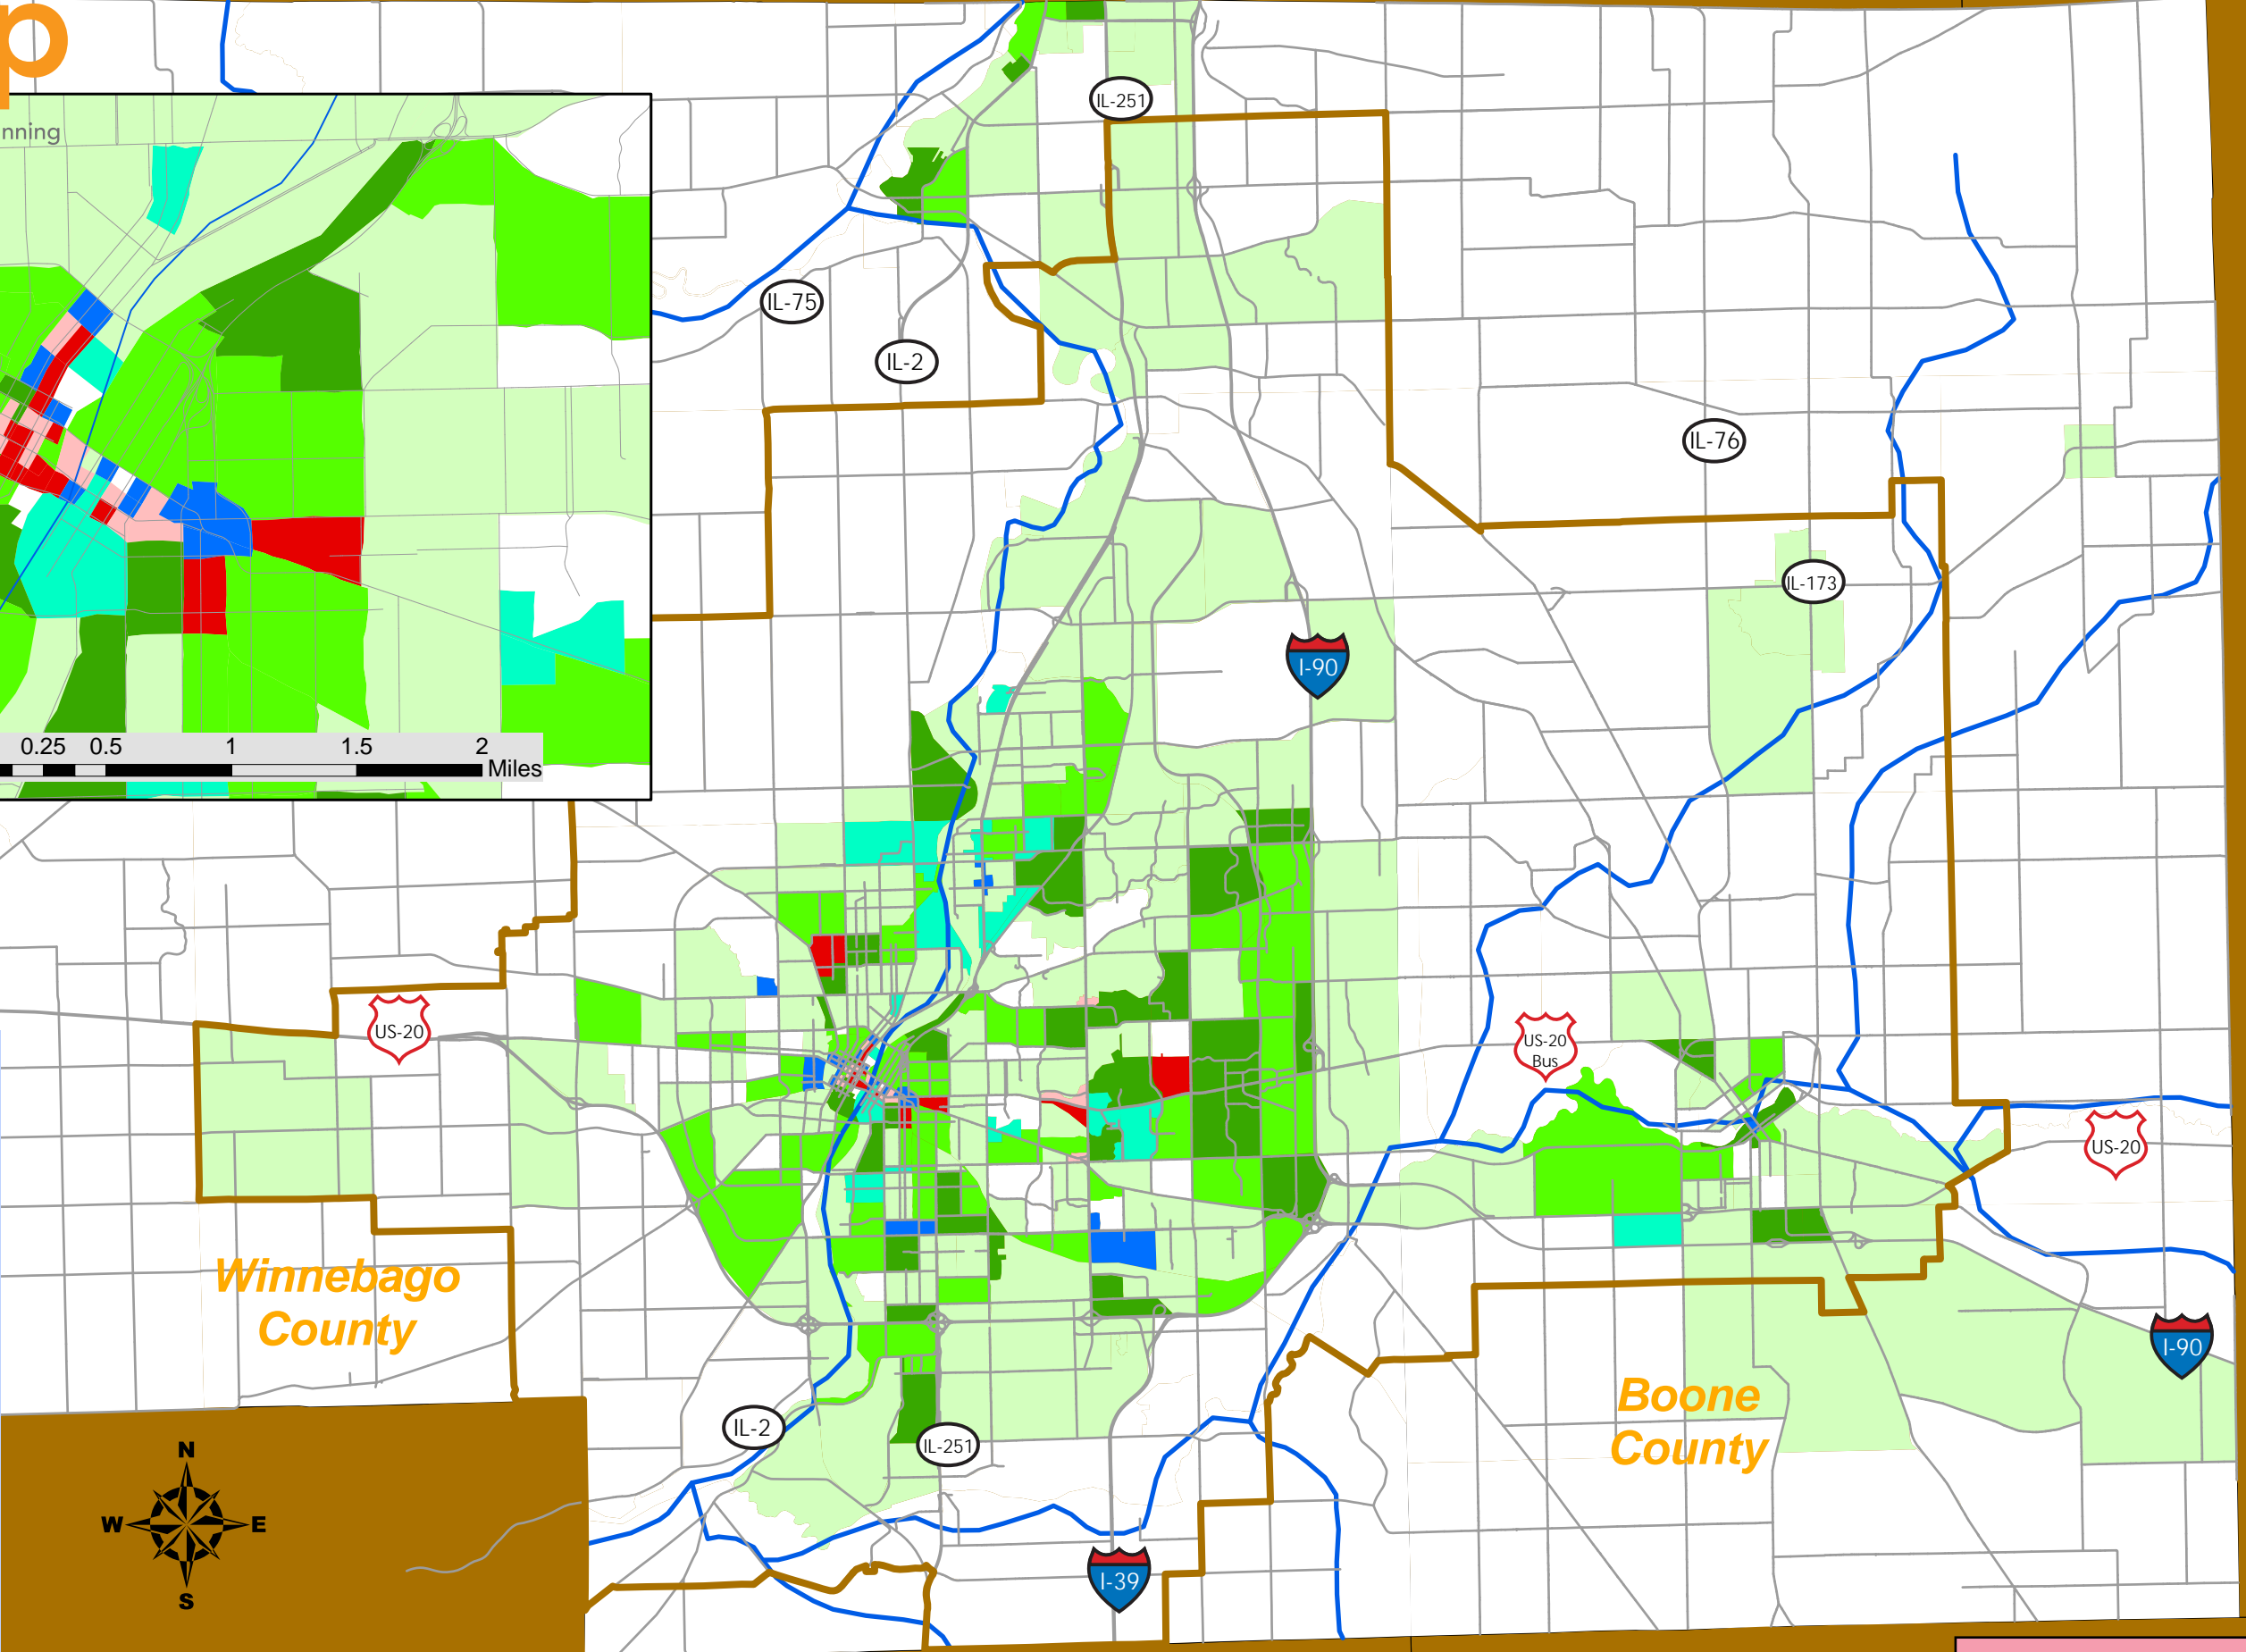 p
nning
0.25 0.5 1 1.5 2
Miles
IL-251
IL-75
IL-2
IL-76
IL-173
I-90
US-20
US-20
Bus
US-20
Winnebago
County
I-90
Boone
County
IL-2
IL-251
I-39
N
W E
S